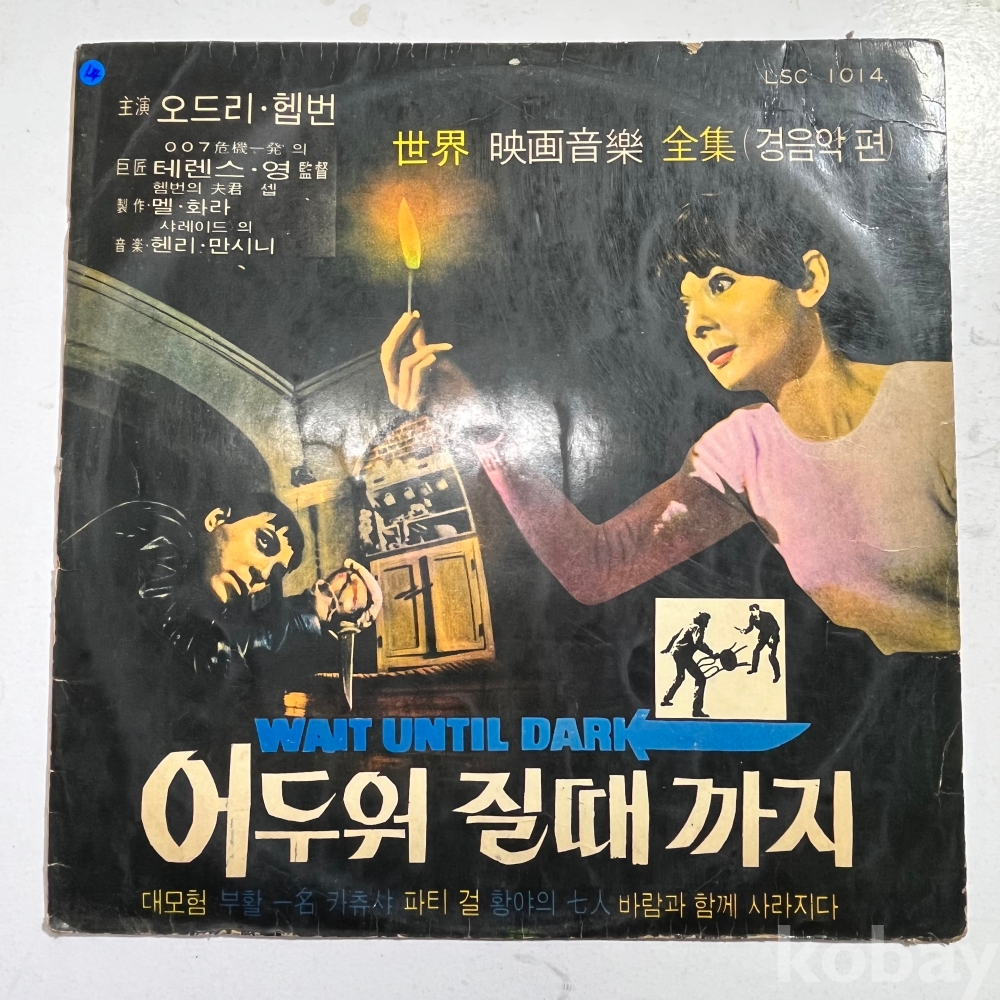 LSC 1014
主演 오드리·헵번
007危機一発 의
巨匠 테렌스·영 監督
헵번의 夫君 셉
製作·멜·화라
샤레이드 의
音楽·헨리·만시니
世界 映画音樂 全集(경음악 편)
WAIT UNTIL DARK
어두워 질때 까지
대모험 부활 一名 카츄샤 파티 걸 황야의 七人 바람과 함께 사라지다
kobay